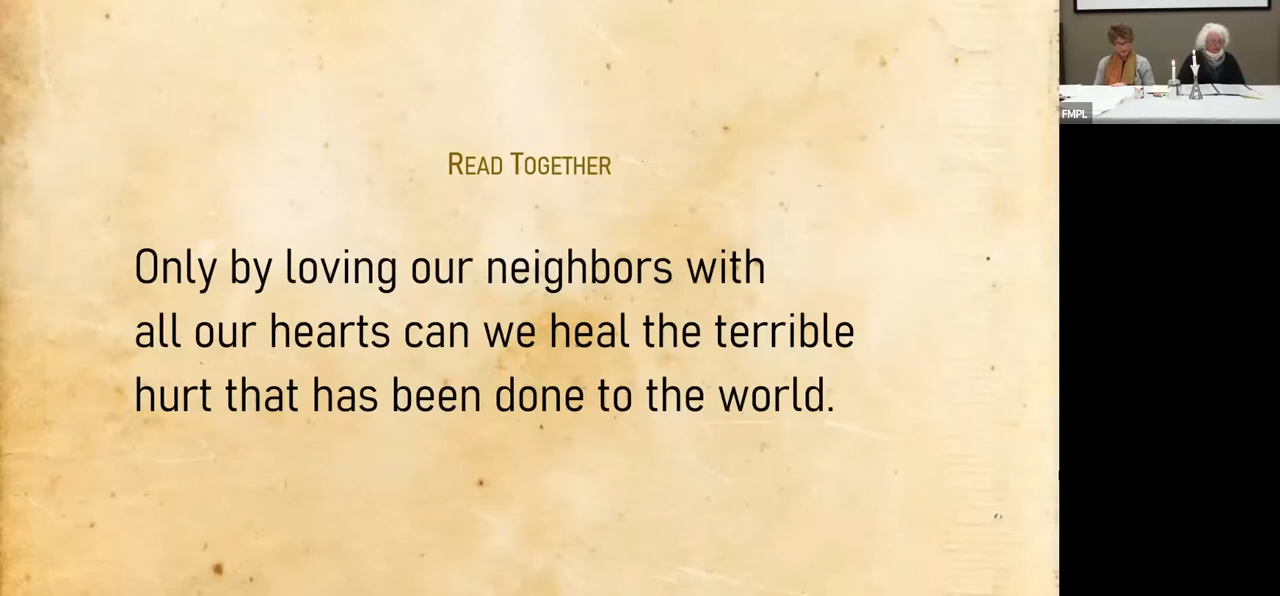 Read Together
Only by loving our neighbors with
all our hearts can we heal the terrible
hurt that has been done to the world.
FMPL